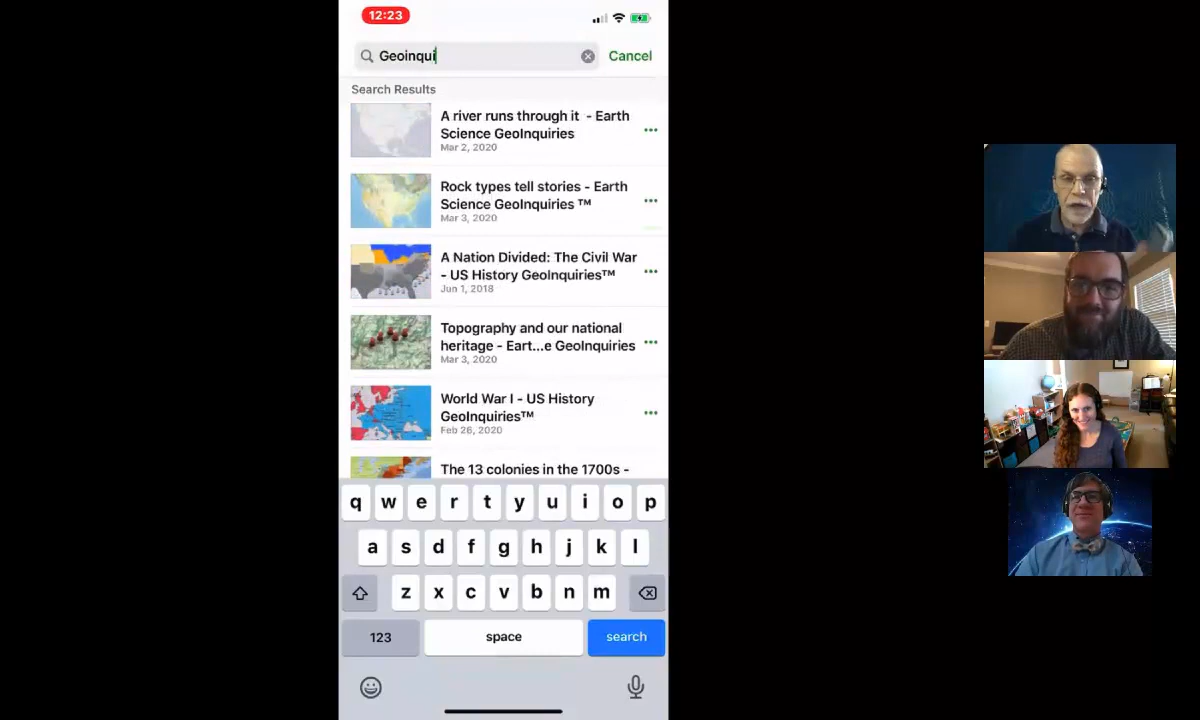 12:23
Geoinqui
Cancel
Search Results
A river runs through it - Earth
Science GeoInquiries
Mar 2, 2020
Rock types tell stories - Earth
Science GeoInquiries ™
Mar 3, 2020
A Nation Divided: The Civil War
- US History GeoInquiries™
Jun 1, 2018
Topography and our national
heritage - Eart...e GeoInquiries
Mar 3, 2020
World War I - US History
GeoInquiries™
Feb 26, 2020
The 13 colonies in the 1700s -
q w e r t y u i o p
a s d f g h j k l
z x c v b n m
123 space search